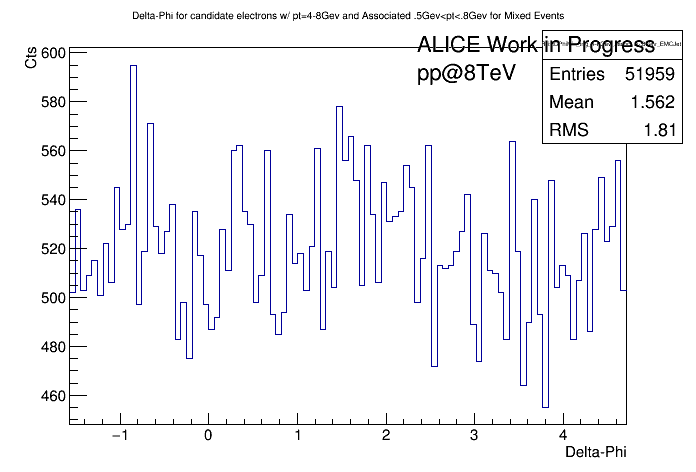 Delta-Phi for candidate electrons w/ pt=4-8Gev and Associated .5Gev<pt<.8Gev for Mixed Events
ALICE Work in Progress
pp@8TeV
Entries 51959
Mean 1.562
RMS 1.81
Cts
600
580
560
540
520
500
480
460
−1 0 1 2 3 4
Delta-Phi